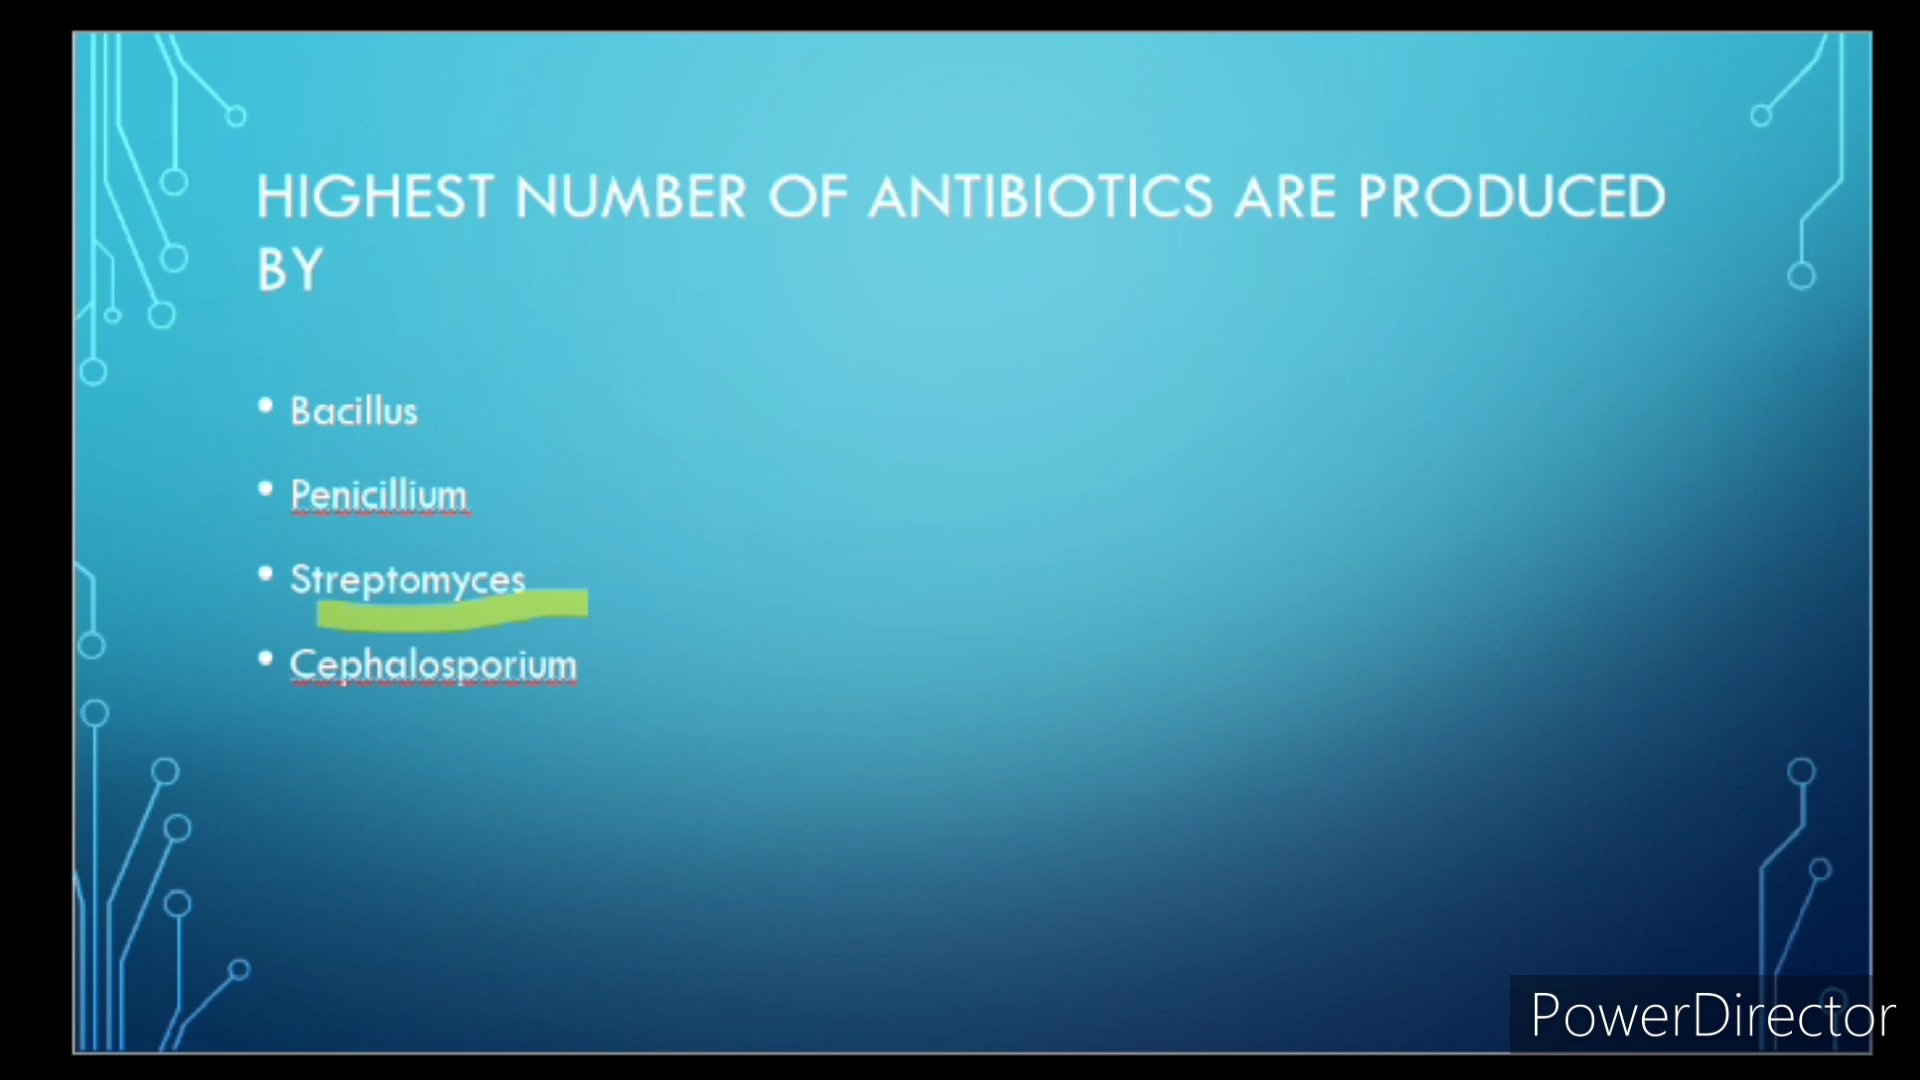 HIGHEST NUMBER OF ANTIBIOTICS ARE PRODUCED
BY
• Bacillus
• Penicillium
• Streptomyces
• Cephalosporium
PowerDirector